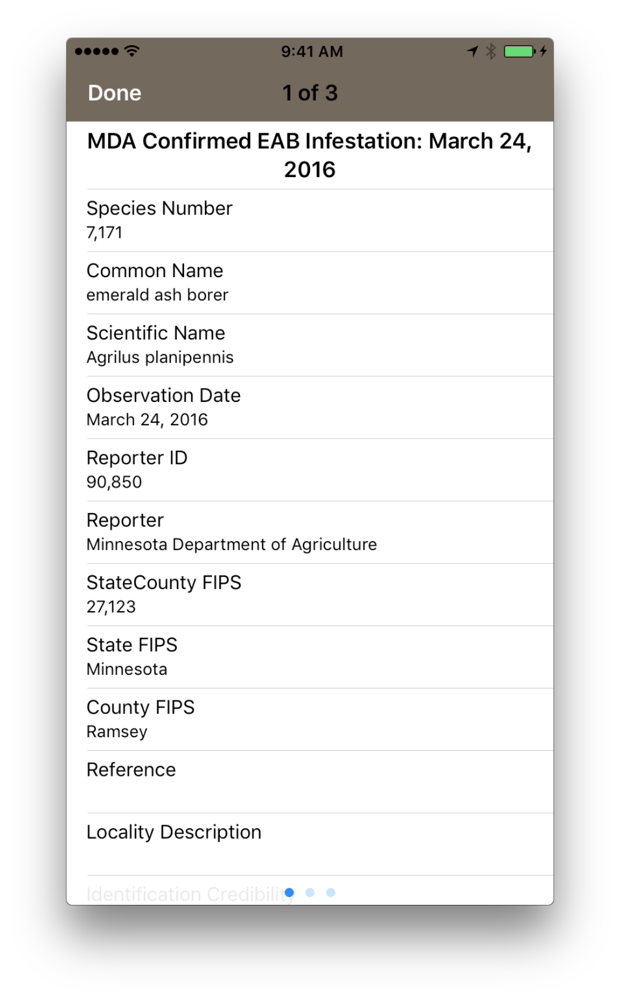 9:41 AM
Done
1 of 3
MDA Confirmed EAB Infestation: March 24,
2016
Species Number
7,171
Common Name
emerald ash borer
Scientific Name
Agrilus planipennis
Observation Date
March 24, 2016
Reporter ID
90,850
Reporter
Minnesota Department of Agriculture
StateCounty FIPS
27,123
State FIPS
Minnesota
County FIPS
Ramsey
Reference
Locality Description
Identification Credibility